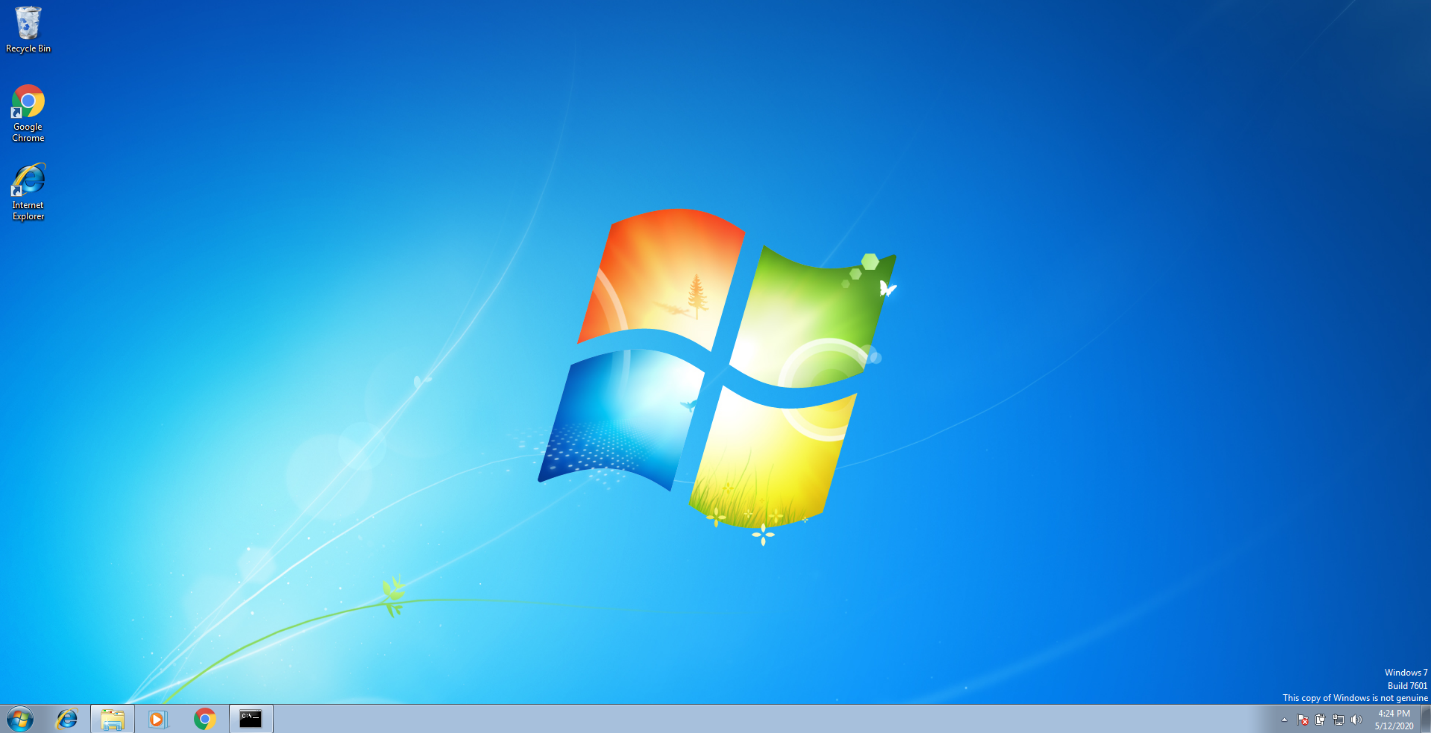 Recycle Bin
Google
Chrome
Internet
Explorer
Windows 7
Build 7601
This copy of Windows is not genuine
4:24 PM
5/12/2020